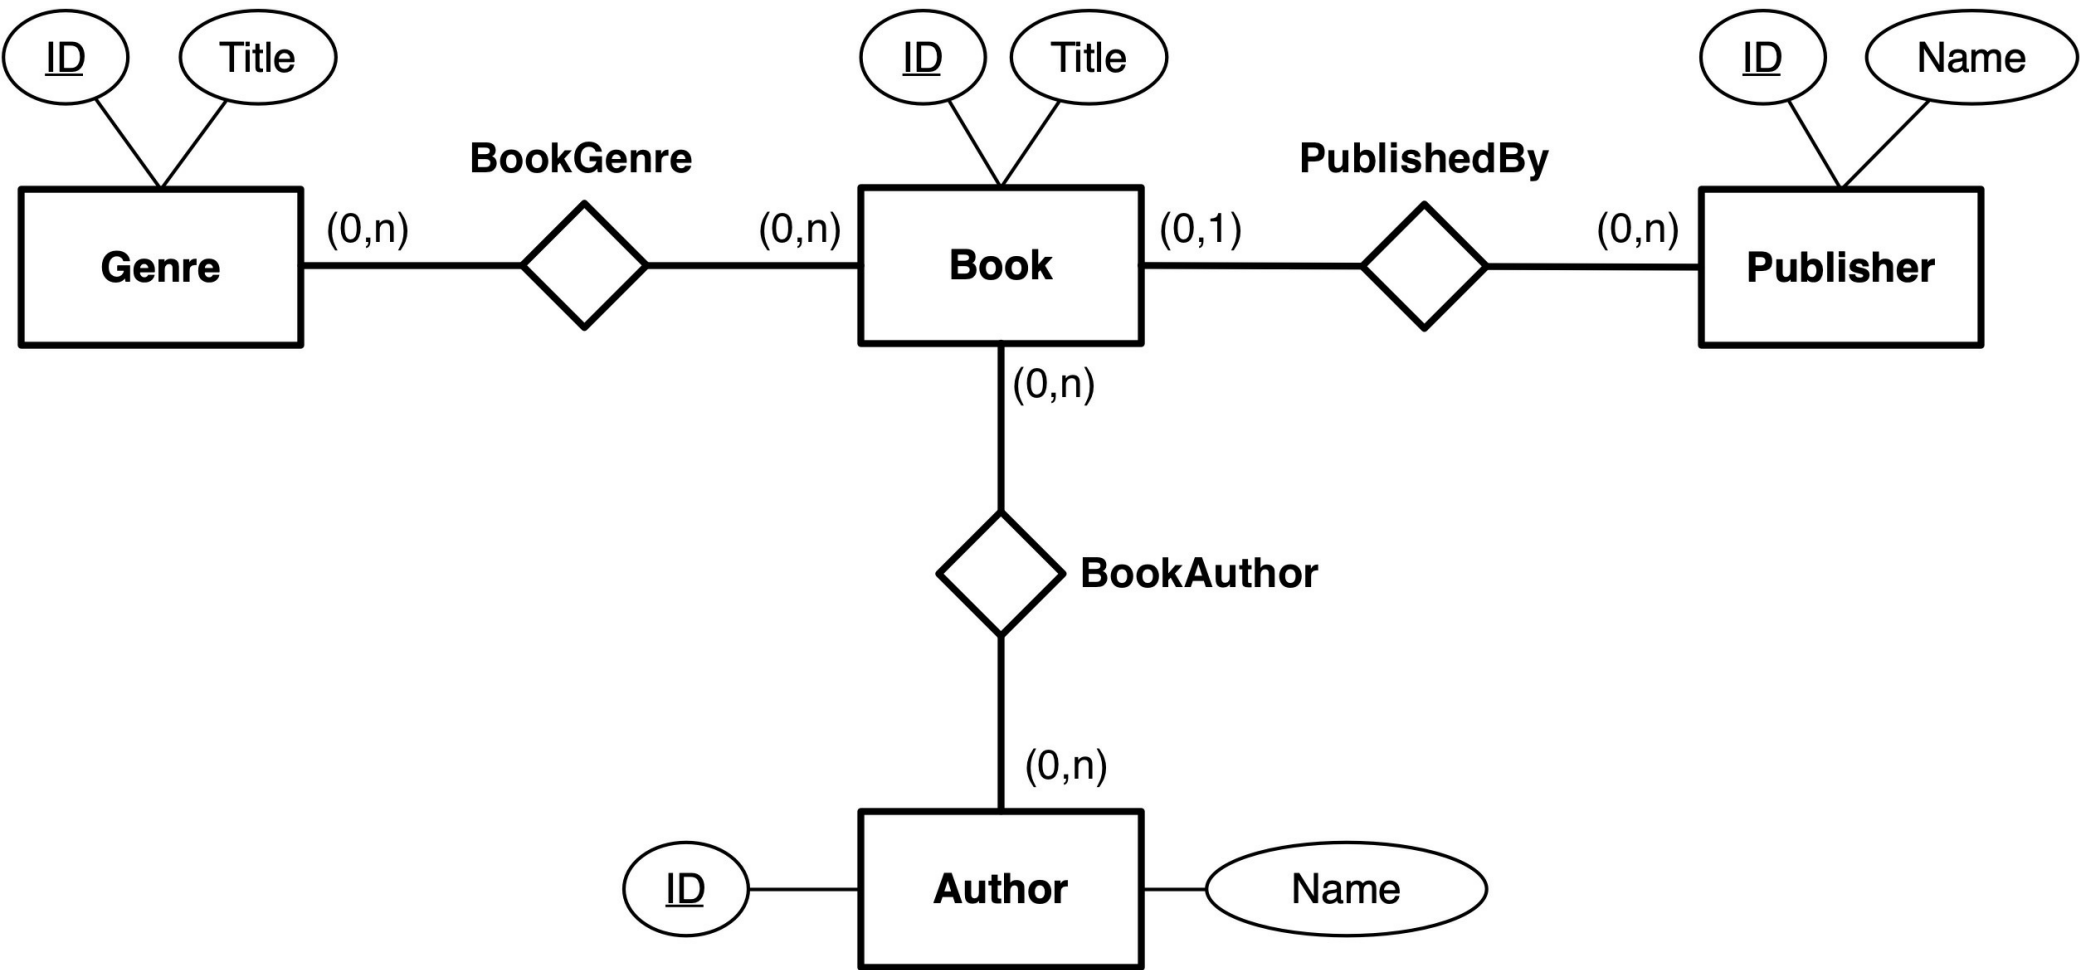 ID Title ID Title ID Name
BookGenre PublishedBy
(0,n) (0,n) (0,1) (0,n)
Genre Book Publisher
(0,n)
BookAuthor
(0,n)
ID Author Name